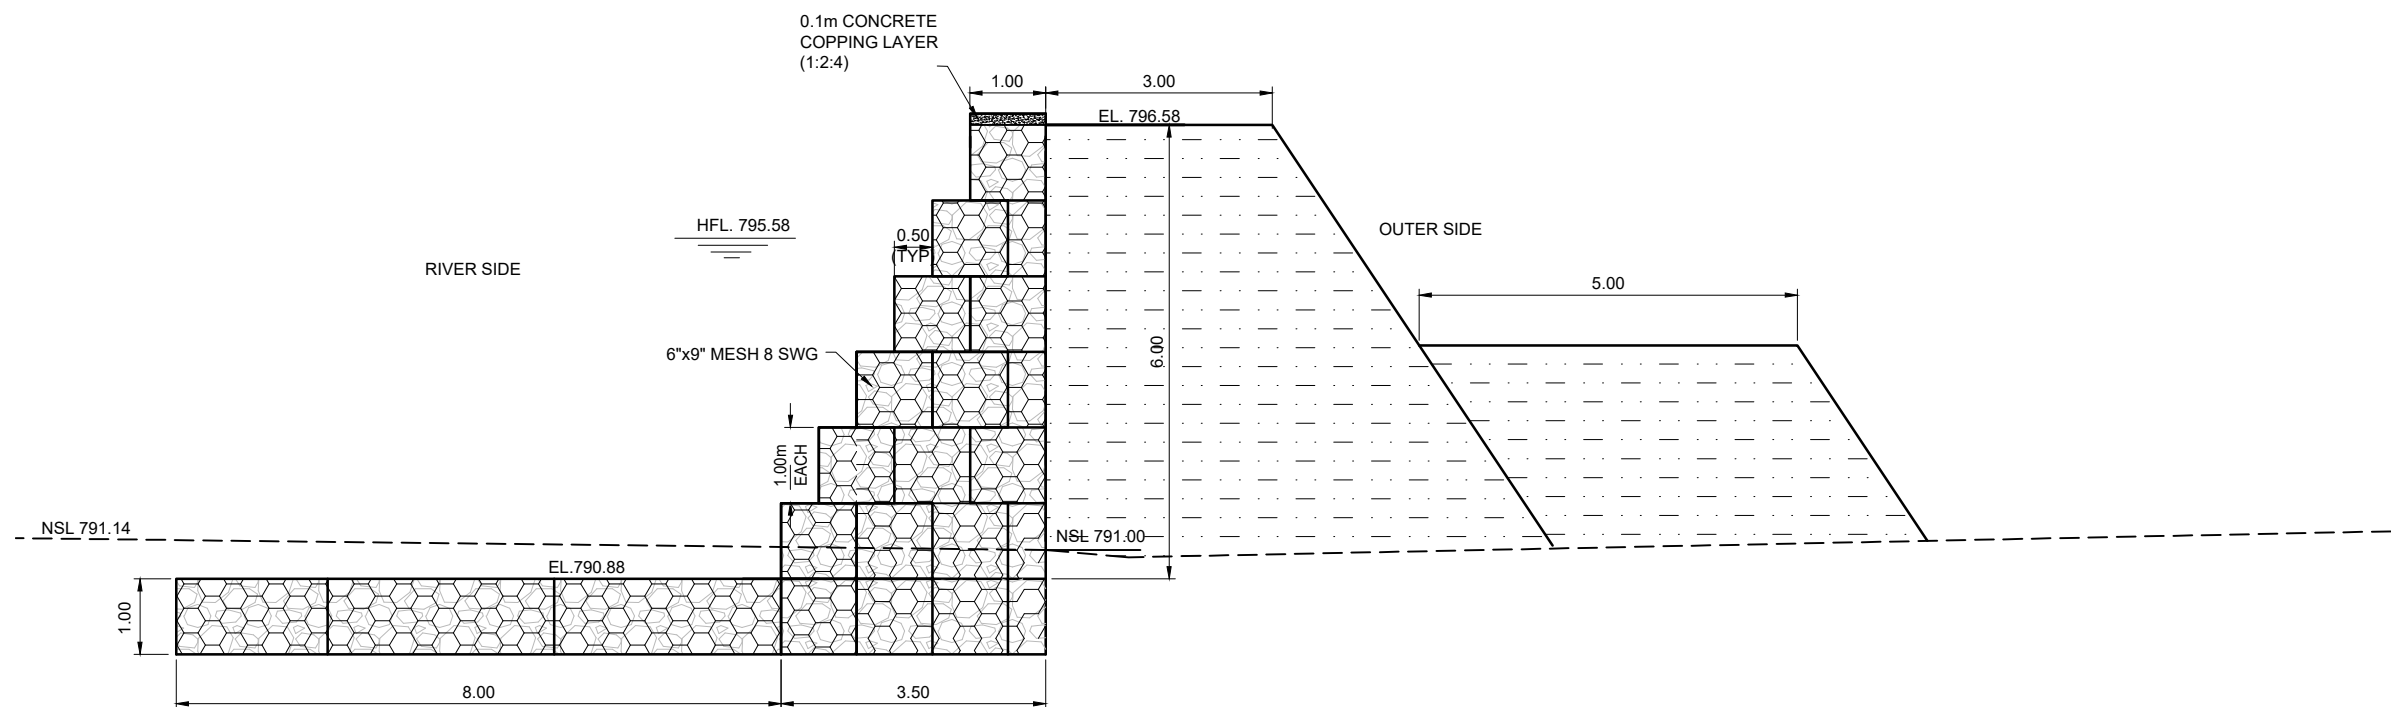 0.1m CONCRETE
COPPING LAYER
(1:2:4)
1.00
3.00
EL. 796.58
HFL. 795.58
0.50
(TYP
RIVER SIDE
OUTER SIDE
5.00
6"x9" MESH 8 SWG
6.00
1.00m
EACH
NSL 791.14
NSL 791.00
EL.790.88
1.00
8.00
3.50